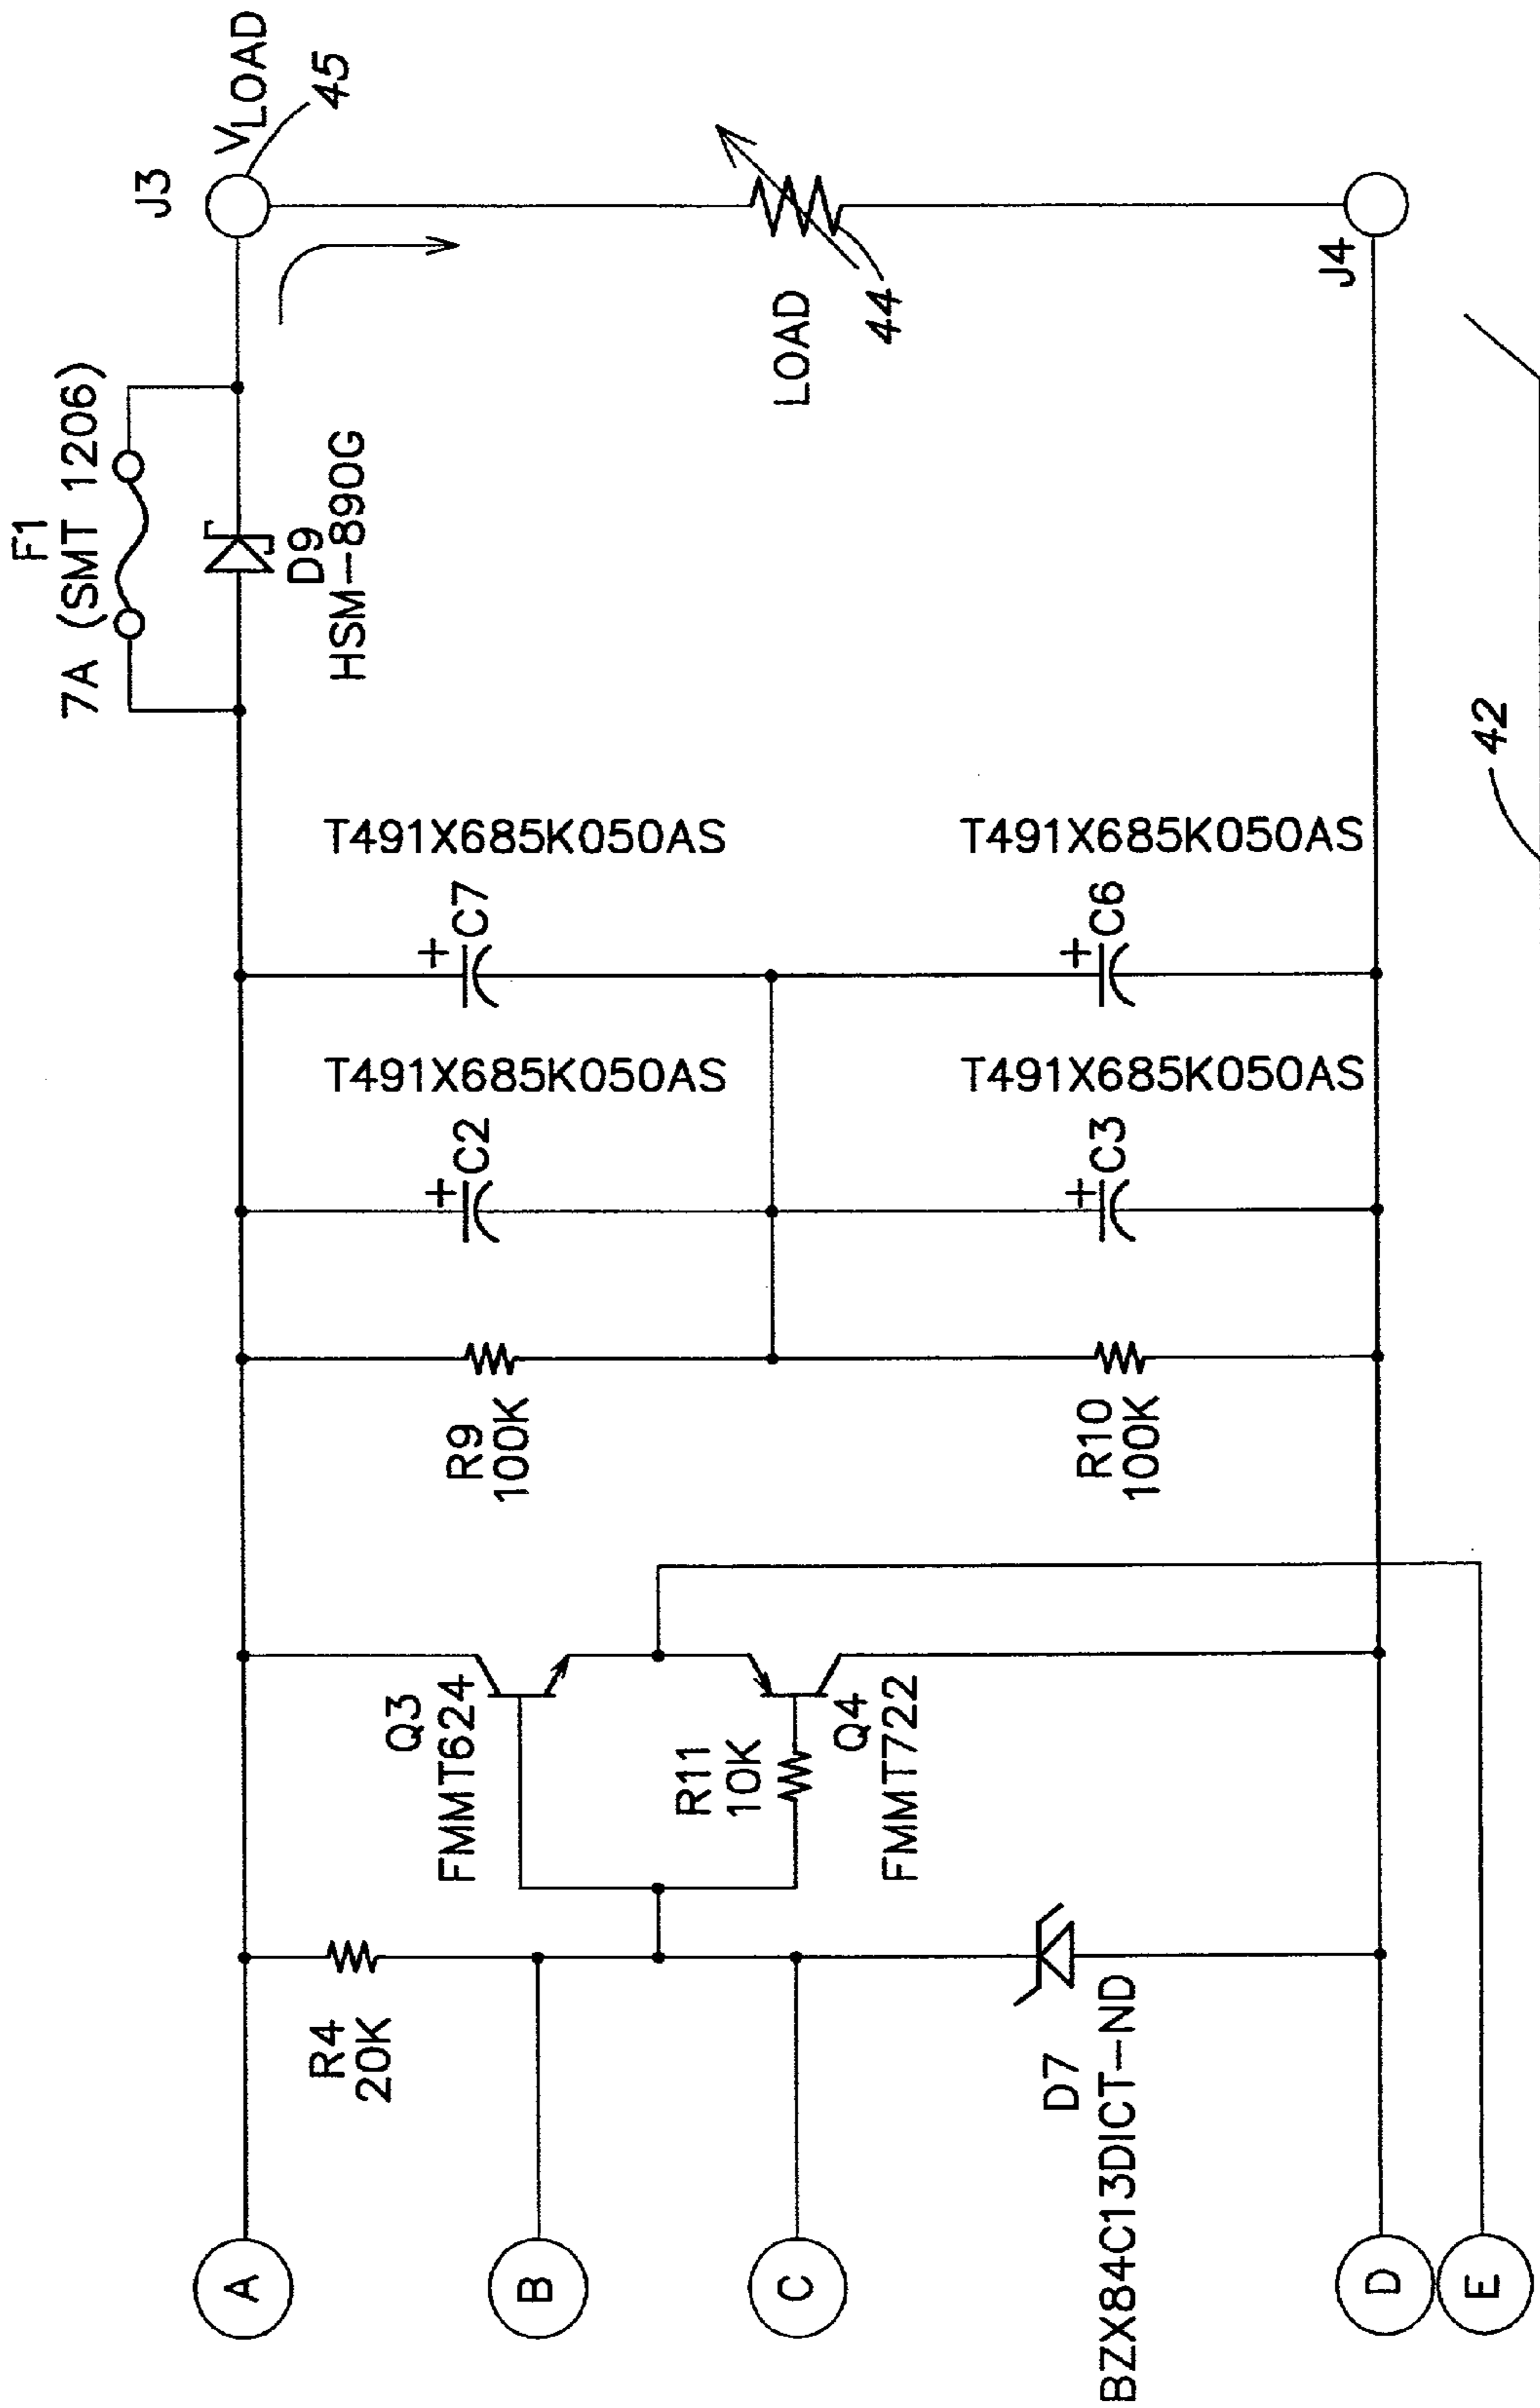 F1
7A (SMT 1206)
D9
HSM-890G
J3
VLOAD
45
T491X685K050AS
+
C7
T491X685K050AS
+
C2
R9
100K
Q3
FMMT624
R4
20K
A
LOAD
44
T491X685K050AS
+
C6
T491X685K050AS
+
C3
R10
100K
R11
10K
Q4
FMMT722
D7
BZX84C13DICT-ND
B
C
J4
42
D
E